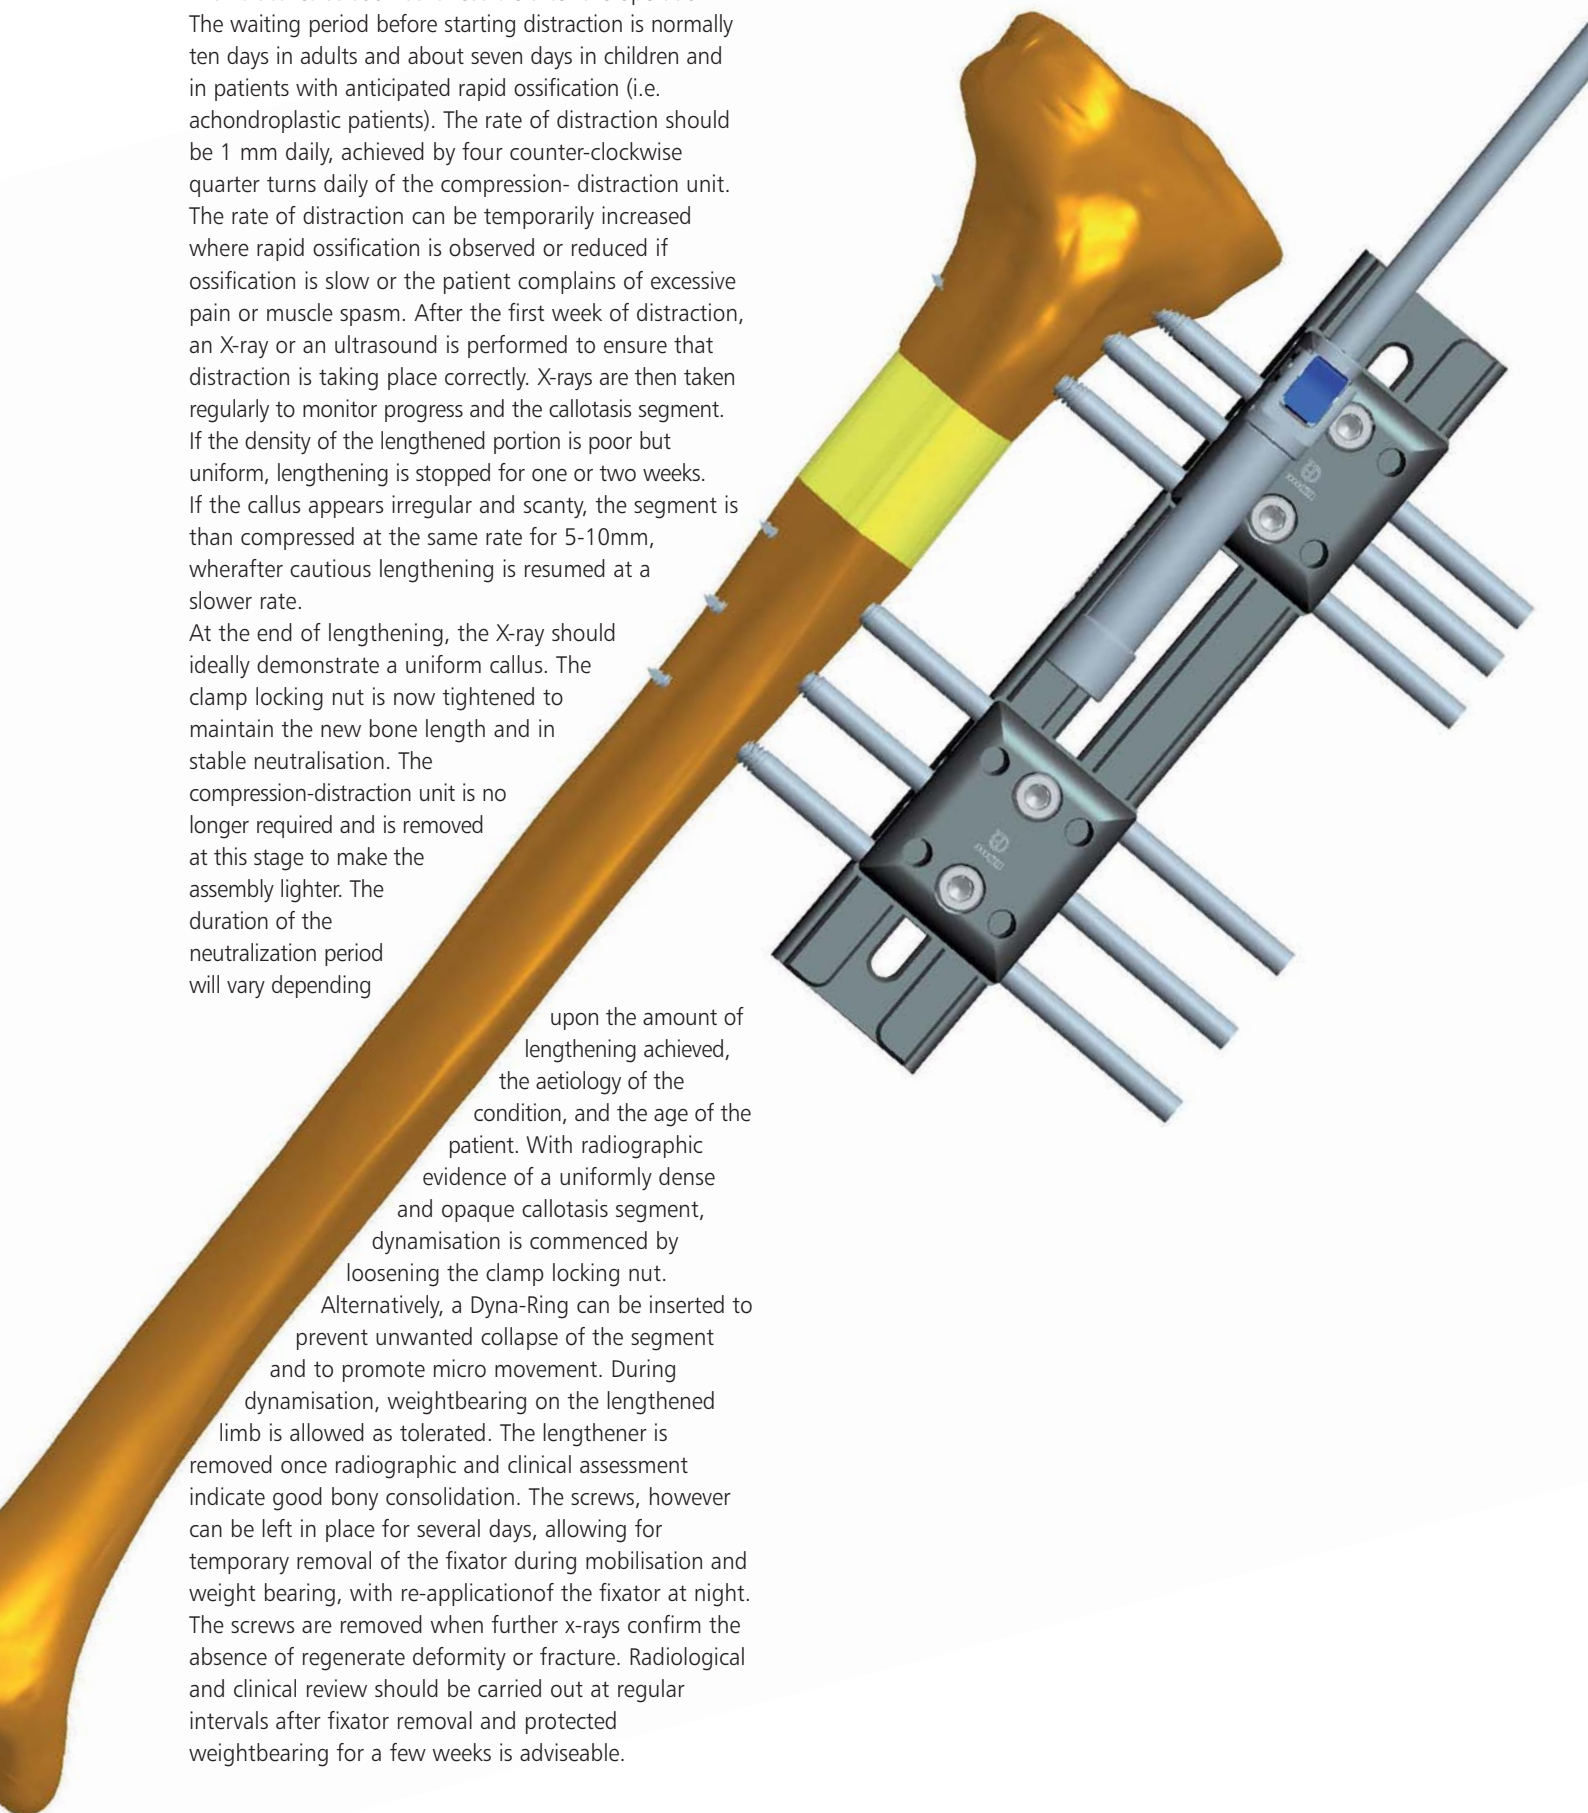 The waiting period before starting distraction is normally
ten days in adults and about seven days in children and
in patients with anticipated rapid ossification (i.e.
achondroplastic patients). The rate of distraction should
be 1 mm daily, achieved by four counter-clockwise
quarter turns daily of the compression- distraction unit.
The rate of distraction can be temporarily increased
where rapid ossification is observed or reduced if
ossification is slow or the patient complains of excessive
pain or muscle spasm. After the first week of distraction,
an X-ray or an ultrasound is performed to ensure that
distraction is taking place correctly. X-rays are then taken
regularly to monitor progress and the callotasis segment.
If the density of the lengthened portion is poor but
uniform, lengthening is stopped for one or two weeks.
If the callus appears irregular and scanty, the segment is
than compressed at the same rate for 5-10mm,
wherafter cautious lengthening is resumed at a
slower rate.
At the end of lengthening, the X-ray should
ideally demonstrate a uniform callus. The
clamp locking nut is now tightened to
maintain the new bone length and in
stable neutralisation. The
compression-distraction unit is no
longer required and is removed
at this stage to make the
assembly lighter. The
duration of the
neutralization period
will vary depending
upon the amount of
lengthening achieved,
the aetiology of the
condition, and the age of the
patient. With radiographic
evidence of a uniformly dense
and opaque callotasis segment,
dynamisation is commenced by
loosening the clamp locking nut.
Alternatively, a Dyna-Ring can be inserted to
prevent unwanted collapse of the segment
and to promote micro movement. During
dynamisation, weightbearing on the lengthened
limb is allowed as tolerated. The lengthener is
removed once radiographic and clinical assessment
indicate good bony consolidation. The screws, however
can be left in place for several days, allowing for
temporary removal of the fixator during mobilisation and
weight bearing, with re-applicationof the fixator at night.
The screws are removed when further x-rays confirm the
absence of regenerate deformity or fracture. Radiological
and clinical review should be carried out at regular
intervals after fixator removal and protected
weightbearing for a few weeks is adviseable.